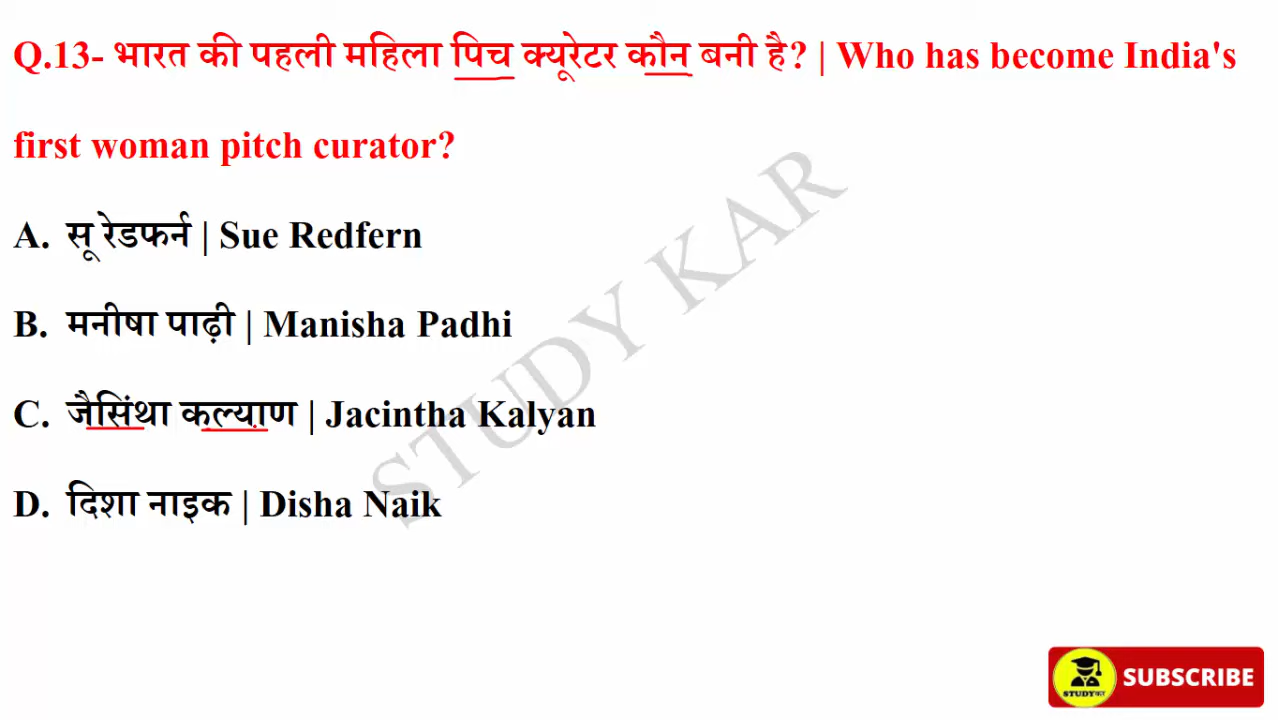 Q.13- भारत की पहली महिला पिच क्यूरेटर कौन बनी है? | Who has become India's
first woman pitch curator?
A. सू रेडफर्न | Sue Redfern
B. मनीषा पाढ़ी | Manisha Padhi
C. जैसिंथा कल्याण | Jacintha Kalyan
D. दिशा नाइक | Disha Naik
STUDY KAR
STUDYकर
SUBSCRIBE